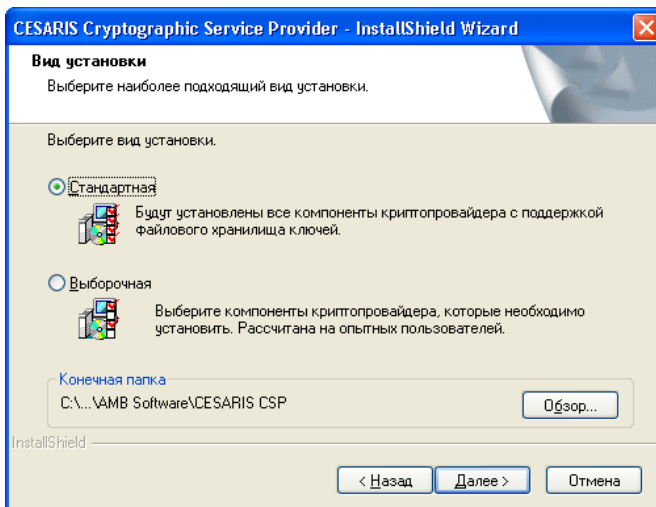 CESARIS Cryptographic Service Provider - InstallShield Wizard
Вид установки
Выберите наиболее подходящий вид установки.
Выберите вид установки.
Стандартная
Будут установлены все компоненты криптопровайдера с поддержкой
файлового хранилища ключей.
Выборочная
Выберите компоненты криптопровайдера, которые необходимо
установить. Рассчитана на опытных пользователей.
Конечная папка
C:\...\AMB Software\CESARIS CSP
Обзор...
InstallShield
< Назад
Далее >
Отмена